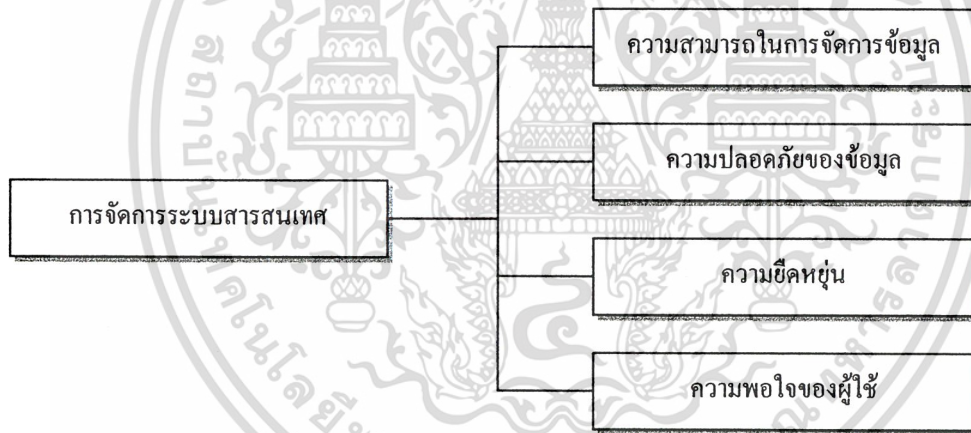 ความสามารถในการจัดการข้อมูล
ความปลอดภัยของข้อมูล
การจัดการระบบสารสนเทศ
ความยืดหยุ่น
ความพอใจของผู้ใช้